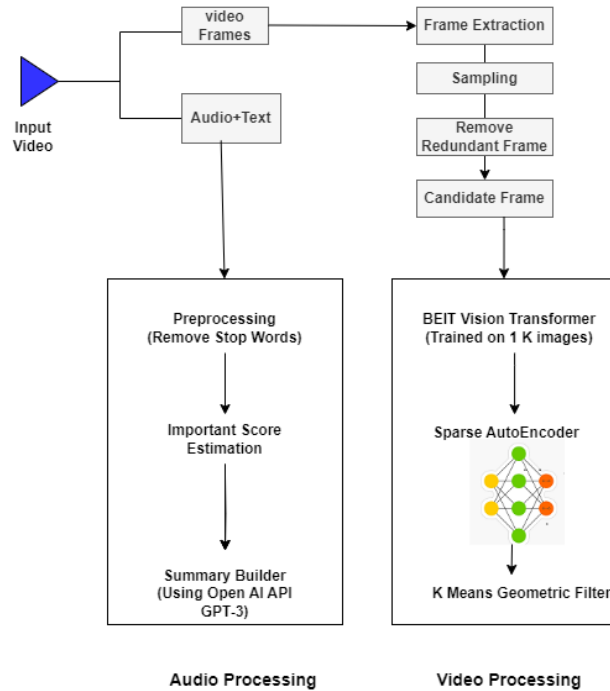 video
Frames
Frame Extraction
Sampling
Input
Video
Audio+Text
Remove
Redundant Frame
Candidate Frame
Preprocessing
(Remove Stop Words)
Important Score
Estimation
Summary Builder
(Using Open AI API
GPT-3)
BEIT Vision Transformer
(Trained on 1 K images)
Sparse AutoEncoder
K Means Geometric Filter
Audio Processing
Video Processing